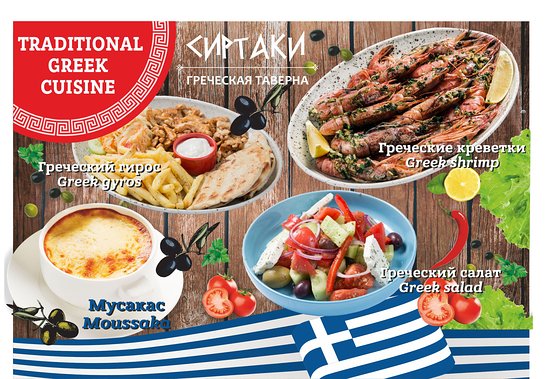 TRADITIONAL
GREEK
CUISINE
СИРТАКИ
ГРЕЧЕСКАЯ ТАВЕРНА
Греческий гирос
Greek gyros
Греческие креветки
Greek shrimp
Мусакас
Moussaka
Греческий салат
Greek salad